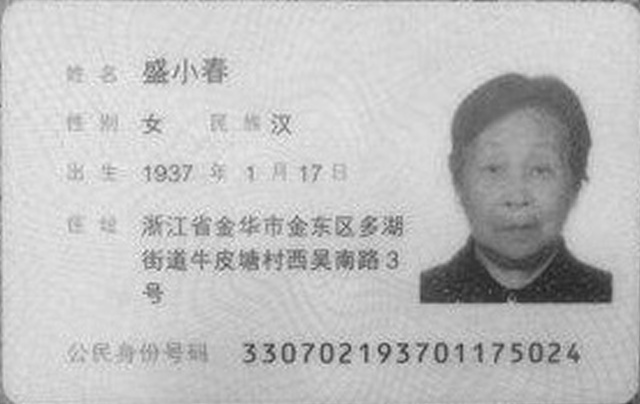 姓名 盛小春
性别 女 民族 汉
出生 1937 年 1 月 17 日
住址 浙江省金华市金东区多湖
街道牛皮塘村西吴南路3
号
公民身份号码 330702193701175024